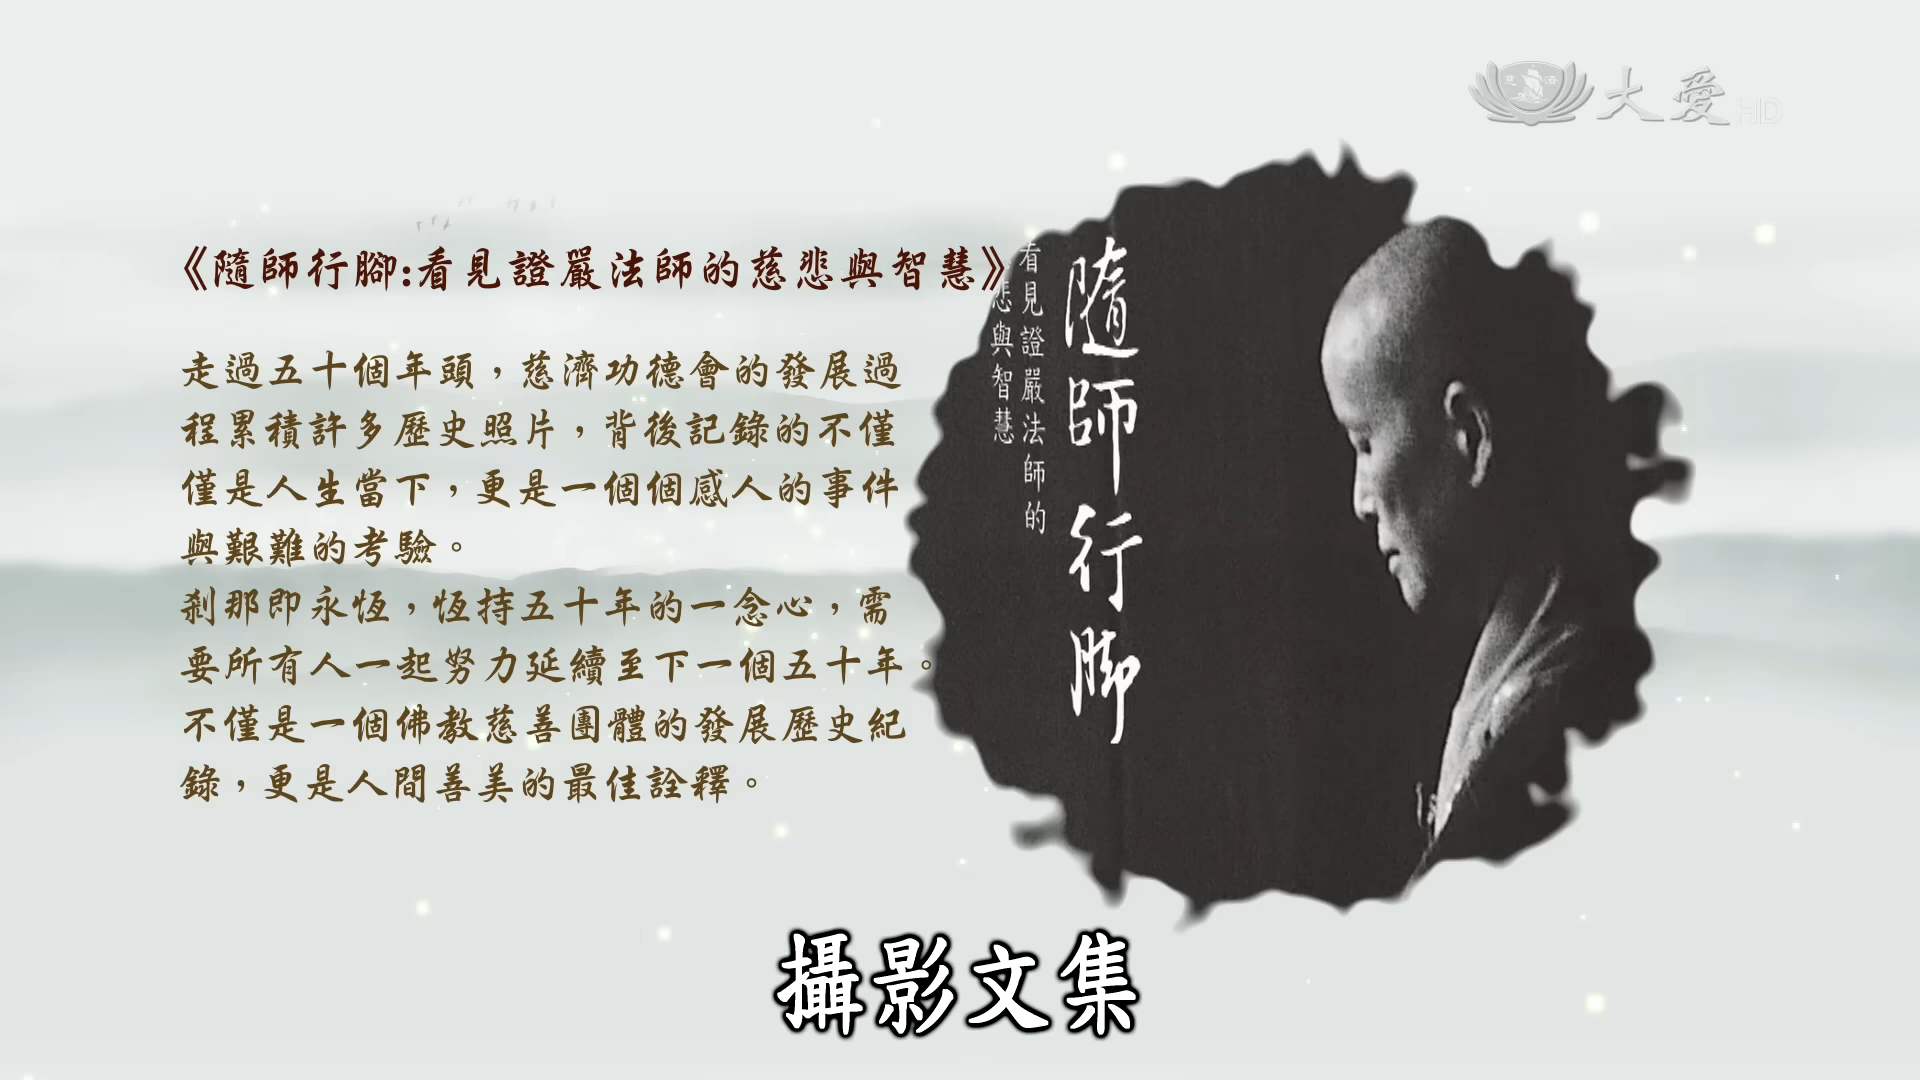 大愛HD
《隨師行腳:看見證嚴法師的慈悲與智慧》
走過五十個年頭，慈濟功德會的發展過
程累積許多歷史照片，背後記錄的不僅
僅是人生當下，更是一個個感人的事件
與艱難的考驗。
剎那即永恆，恆持五十年的一念心，需
要所有人一起努力延續至下一個五十年。
不僅是一個佛教慈善團體的發展歷史紀
錄，更是人間善美的最佳詮釋。
隨師行腳
看見證嚴法師的
悲與智慧
攝影文集